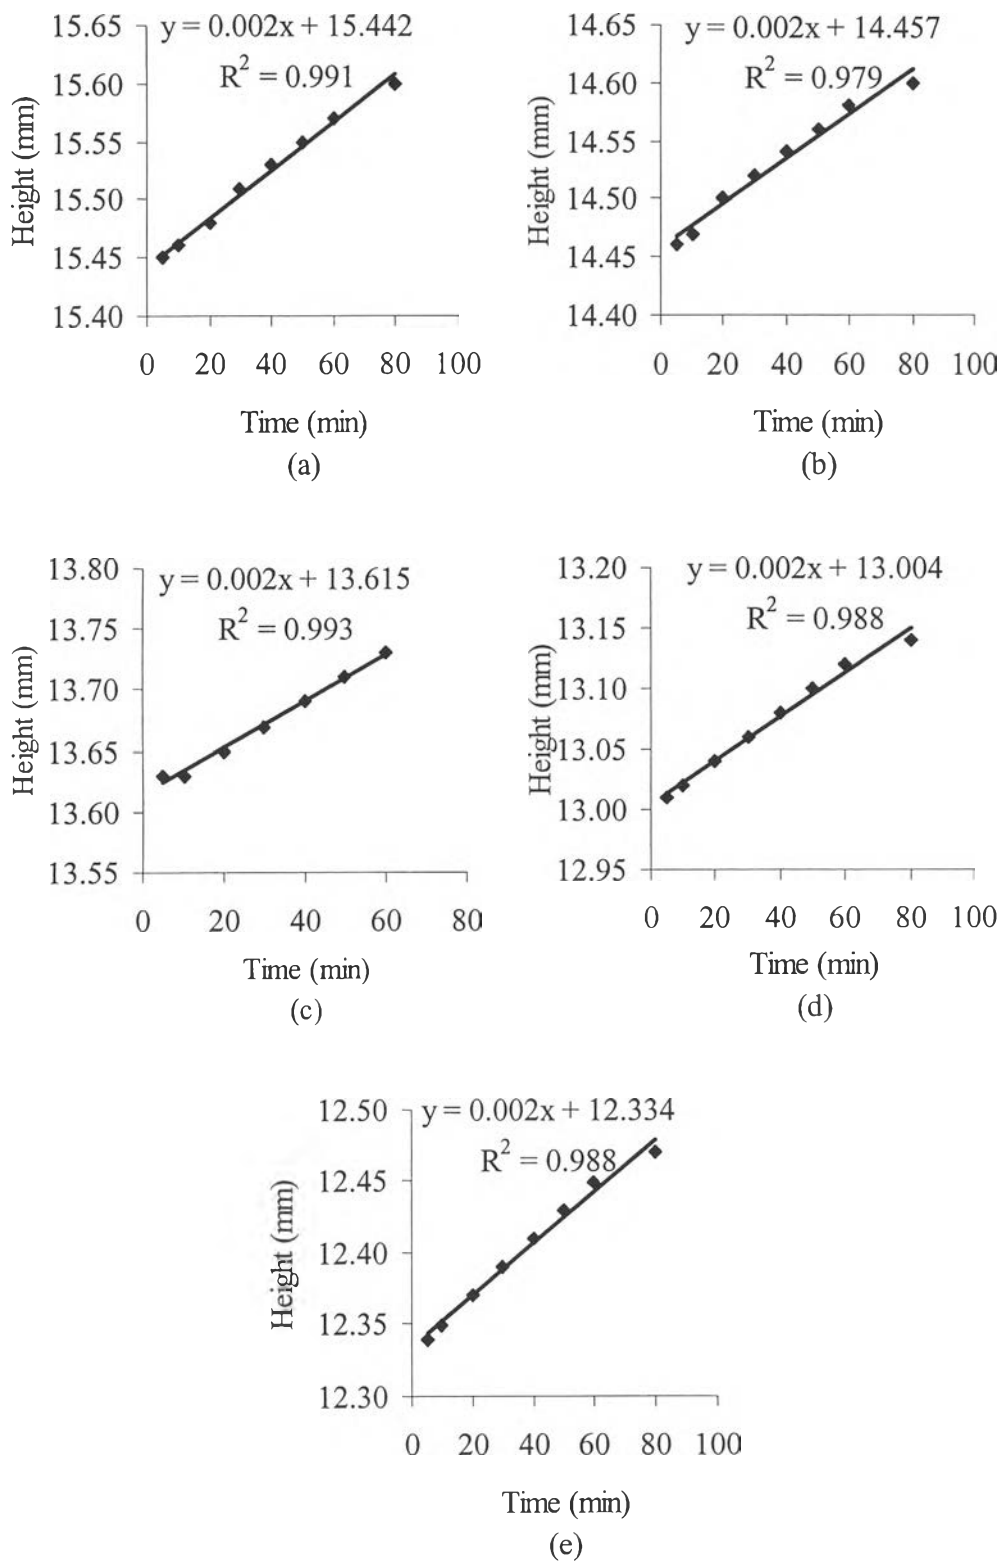 y = 0.002x + 15.442
R² = 0.991
15.65
15.60
15.55
15.50
15.45
15.40
Height (mm)
0 20 40 60 80 100
Time (min)
(a)
y = 0.002x + 14.457
R² = 0.979
14.65
14.60
14.55
14.50
14.45
14.40
Height (mm)
0 20 40 60 80 100
Time (min)
(b)
y = 0.002x + 13.615
R² = 0.993
13.80
13.75
13.70
13.65
13.60
13.55
Height (mm)
0 20 40 60 80
Time (min)
(c)
y = 0.002x + 13.004
R² = 0.988
13.20
13.15
13.10
13.05
13.00
12.95
Height (mm)
0 20 40 60 80 100
Time (min)
(d)
y = 0.002x + 12.334
R² = 0.988
12.50
12.45
12.40
12.35
12.30
Height (mm)
0 20 40 60 80 100
Time (min)
(e)